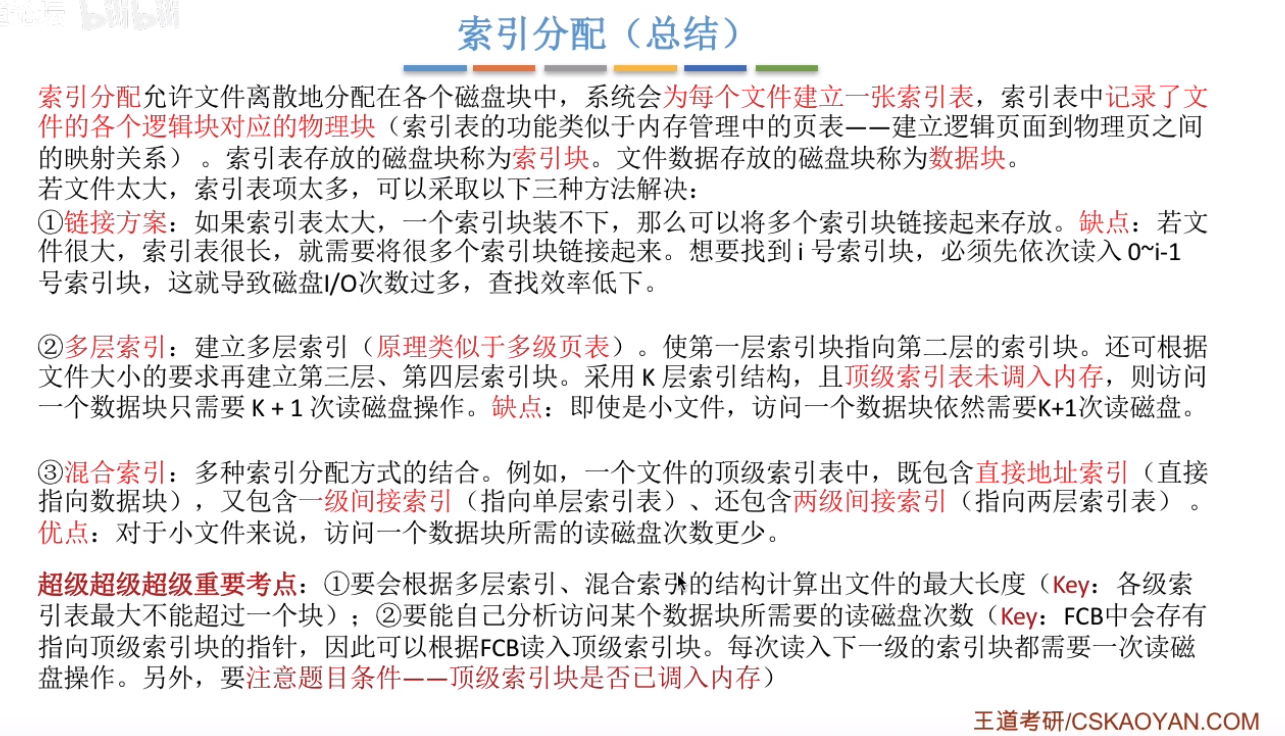 bilibili
索引分配（总结）
索引分配允许文件离散地分配在各个磁盘块中，系统会为每个文件建立一张索引表，索引表中记录了文
件的各个逻辑块对应的物理块（索引表的功能类似于内存管理中的页表——建立逻辑页面到物理页之间
的映射关系）。索引表存放的磁盘块称为索引块。文件数据存放的磁盘块称为数据块。
若文件太大，索引表项太多，可以采取以下三种方法解决：
①链接方案：如果索引表太大，一个索引块装不下，那么可以将多个索引块链接起来存放。缺点：若文
件很大，索引表很长，就需要将很多个索引块链接起来。想要找到 i 号索引块，必须先依次读入 0~i-1
号索引块，这就导致磁盘I/O次数过多，查找效率低下。
②多层索引：建立多层索引（原理类似于多级页表）。使第一层索引块指向第二层的索引块。还可根据
文件大小的要求再建立第三层、第四层索引块。采用 K 层索引结构，且顶级索引表未调入内存，则访问
一个数据块只需要 K + 1 次读磁盘操作。缺点：即使是小文件，访问一个数据块依然需要K+1次读磁盘。
③混合索引：多种索引分配方式的结合。例如，一个文件的顶级索引表中，既包含直接地址索引（直接
指向数据块），又包含一级间接索引（指向单层索引表）、还包含两级间接索引（指向两层索引表）。
优点：对于小文件来说，访问一个数据块所需的读磁盘次数更少。
超级超级超级重要考点：①要会根据多层索引、混合索引的结构计算出文件的最大长度（Key：各级索
引表最大不能超过一个块）；②要能自己分析访问某个数据块所需要的读磁盘次数（Key：FCB中会存有
指向顶级索引块的指针，因此可以根据FCB读入顶级索引块。每次读入下一级的索引块都需要一次读磁
盘操作。另外，要注意题目条件——顶级索引块是否已调入内存）
王道考研/CSKAOYAN.COM